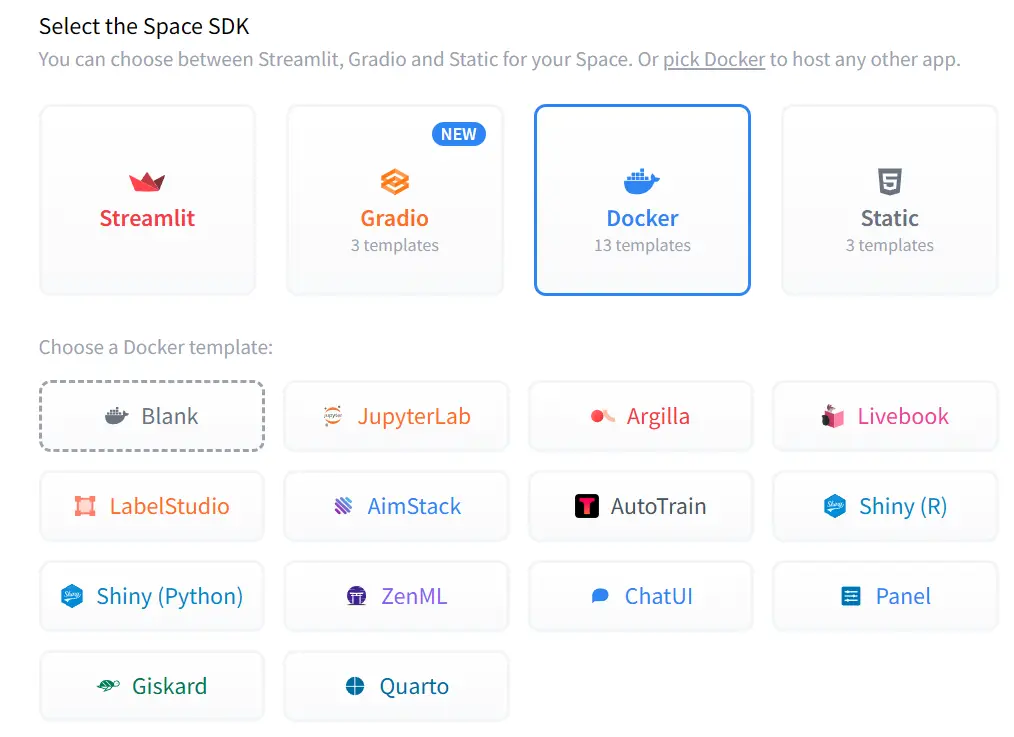 Select the Space SDK
You can choose between Streamlit, Gradio and Static for your Space. Or pick Docker to host any other app.
NEW
Streamlit
Gradio
3 templates
Docker
13 templates
Static
3 templates
Choose a Docker template:
Blank
JupyterLab
Argilla
Livebook
LabelStudio
AimStack
AutoTrain
Shiny (R)
Shiny (Python)
ZenML
ChatUI
Panel
Giskard
Quarto